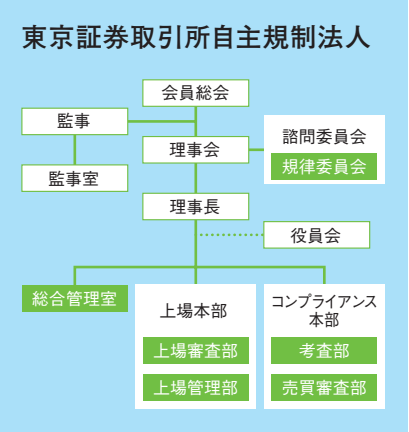 東京証券取引所自主規制法人
会員総会
監事
理事会
諮問委員会
規律委員会
監事室
理事長
役員会
総合管理室
上場本部
上場審査部
上場管理部
コンプライアンス
本部
考査部
売買審査部